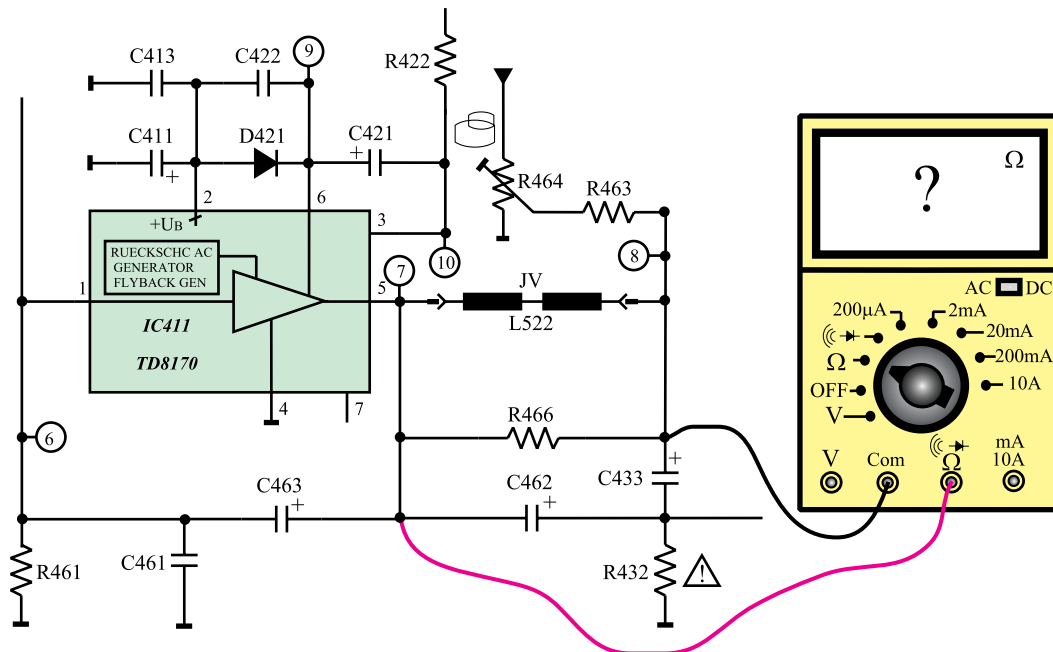 C413
C422
9
R422
C411
D421
C421
+
+
2
6
R464
R463
+UB
3
RUECKSCHC AC
GENERATOR
FLYBACK GEN
10
7
8
1
5
JV
L522
IC411
TD8170
4
7
6
R466
C433
+
C463
+
C462
+
R461
C461
R432
!
?
Ω
AC
DC
200µA
2mA
20mA
200mA
10A
Ω
OFF
V
V
Com
Ω
mA
10A